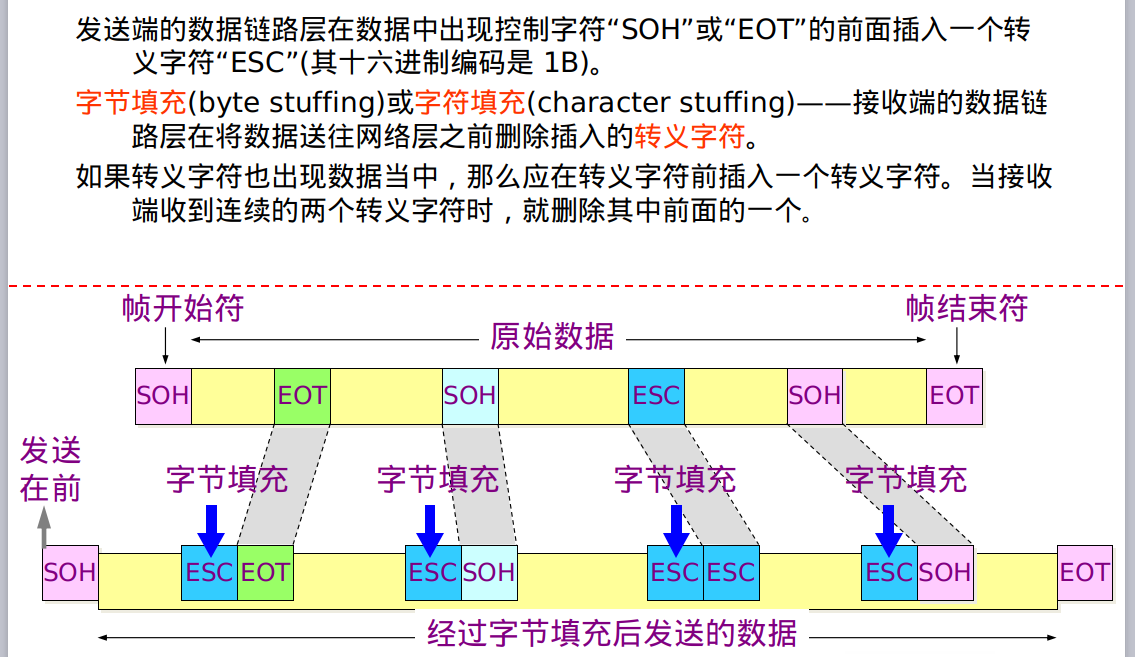 发送端的数据链路层在数据中出现控制字符“SOH”或“EOT”的前面插入一个转
义字符“ESC”(其十六进制编码是 1B)。
字节填充(byte stuffing)或字符填充(character stuffing)——接收端的数据链
路层在将数据送往网络层之前删除插入的转义字符。
如果转义字符也出现数据当中，那么应在转义字符前插入一个转义字符。当接收
端收到连续的两个转义字符时，就删除其中前面的一个。
帧开始符
帧结束符
原始数据
SOH EOT SOH ESC SOH EOT
发送
在前
字节填充 字节填充 字节填充 字节填充
SOH ESC EOT ESC SOH ESC ESC ESC SOH EOT
经过字节填充后发送的数据